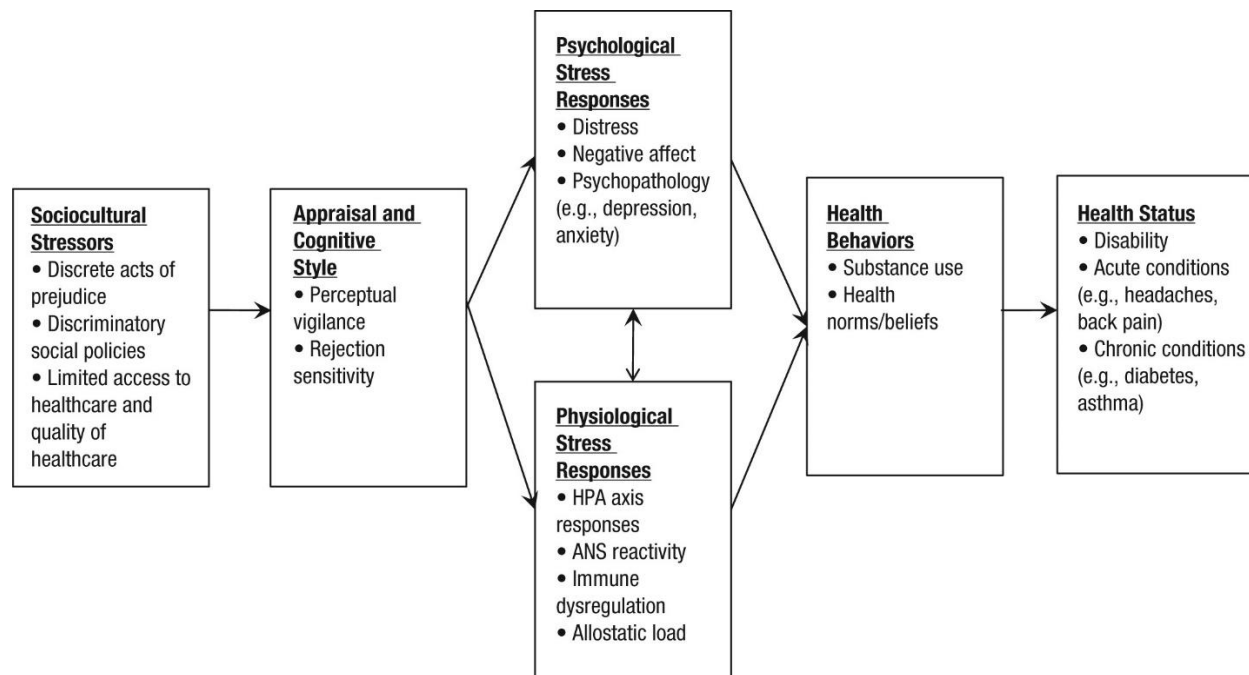 Sociocultural
Stressors
• Discrete acts of
prejudice
• Discriminatory
social policies
• Limited access to
healthcare and
quality of
healthcare
Appraisal and
Cognitive
Style
• Perceptual
vigilance
• Rejection
sensitivity
Psychological
Stress
Responses
• Distress
• Negative affect
• Psychopathology
(e.g., depression,
anxiety)
Physiological
Stress
Responses
• HPA axis
responses
• ANS reactivity
• Immune
dysregulation
• Allostatic load
Health
Behaviors
• Substance use
• Health
norms/beliefs
Health Status
• Disability
• Acute conditions
(e.g., headaches,
back pain)
• Chronic conditions
(e.g., diabetes,
asthma)